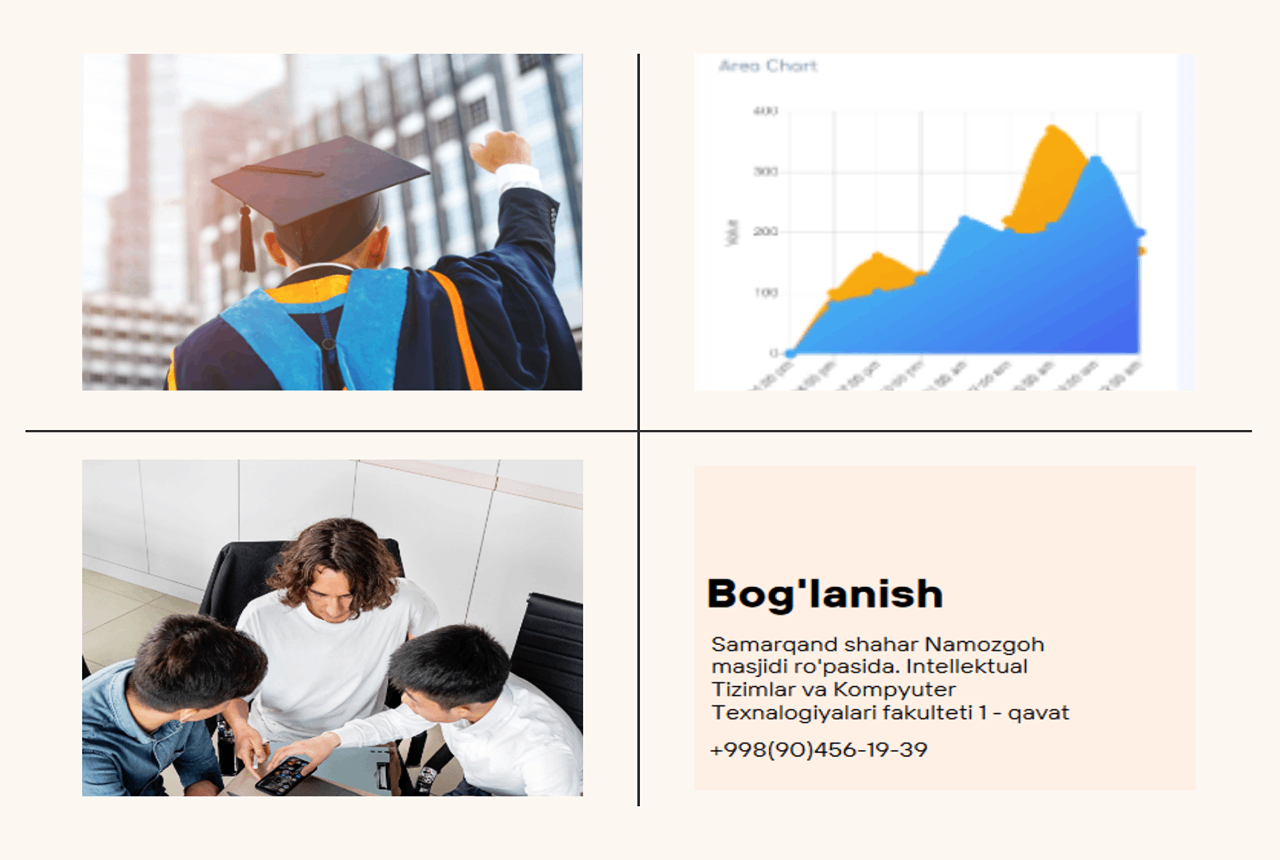 Area Chart
400
300
200
100
0
Value
Bog'lanish
Samarqand shahar Namozgoh
masjidi ro'pasida. Intellektual
Tizimlar va Kompyuter
Texnalogiyalari fakulteti 1 - qavat
+998(90)456-19-39